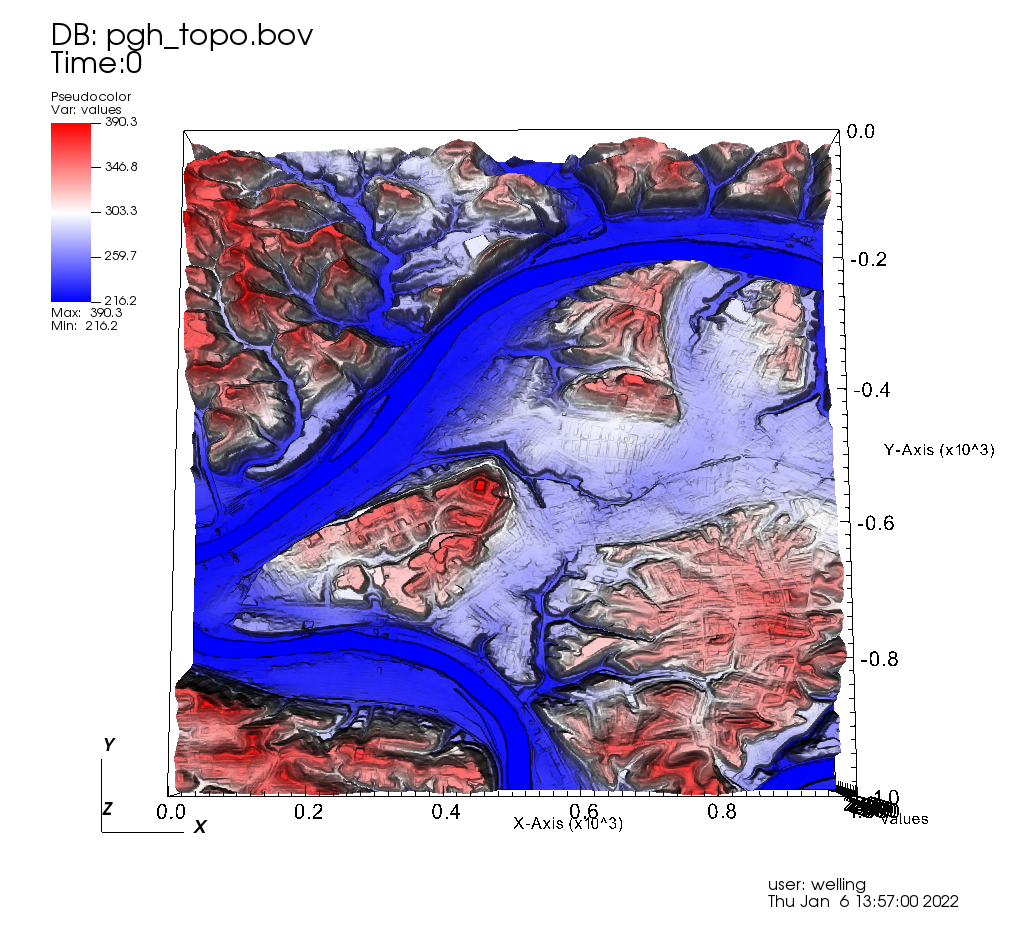 DB: pgh_topo.bov
Time:0
Pseudocolor
Var: values
390.3
346.8
303.3
259.7
216.2
Max: 390.3
Min: 216.2
0.0
-0.2
-0.4
Y-Axis (x10^3)
-0.6
-0.8
Y
Z
X
0.0
0.2
0.4
0.6
0.8
X-Axis (x10^3)
Values
user: welling
Thu Jan 6 13:57:00 2022